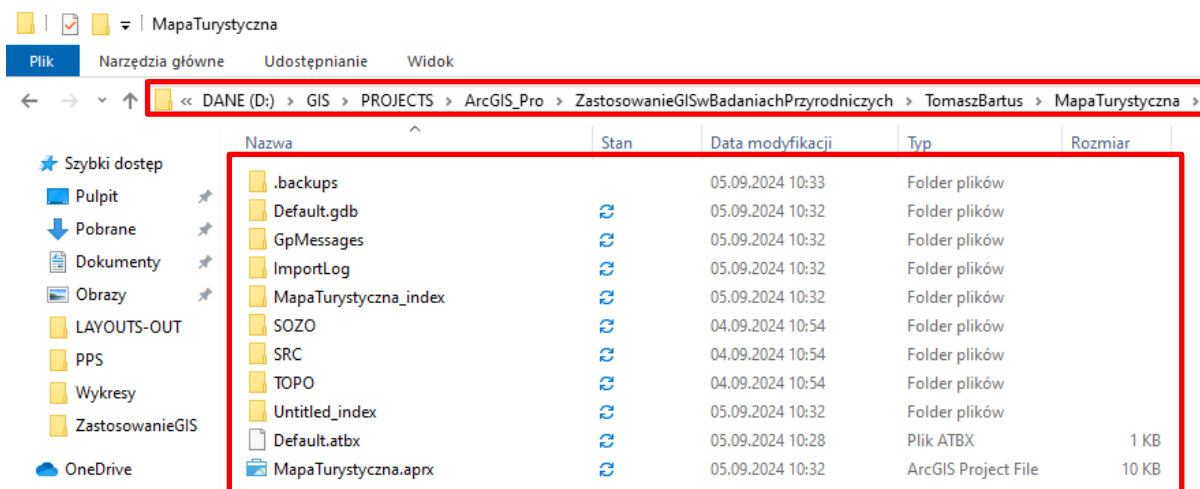 MapaTurystyczna
Plik Narzędzia główne Udostępnianie Widok
« DANE (D:) > GIS > PROJECTS > ArcGIS_Pro > ZastosowanieGISwBadaniachPrzyrodniczych > TomaszBartus > MapaTurystyczna >
Nazwa Stan Data modyfikacji Typ Rozmiar
Szybki dostęp
Pulpit
Pobrane
Dokumenty
Obrazy
LAYOUTS-OUT
PPS
Wykresy
ZastosowanieGIS
OneDrive
.backups 05.09.2024 10:33 Folder plików
Default.gdb 05.09.2024 10:32 Folder plików
GpMessages 05.09.2024 10:32 Folder plików
ImportLog 05.09.2024 10:32 Folder plików
MapaTurystyczna_index 05.09.2024 10:32 Folder plików
SOZO 04.09.2024 10:54 Folder plików
SRC 04.09.2024 10:54 Folder plików
TOPO 04.09.2024 10:54 Folder plików
Untitled_index 05.09.2024 10:32 Folder plików
Default.atbx 05.09.2024 10:28 Plik ATBX 1 KB
MapaTurystyczna.aprx 05.09.2024 10:32 ArcGIS Project File 10 KB